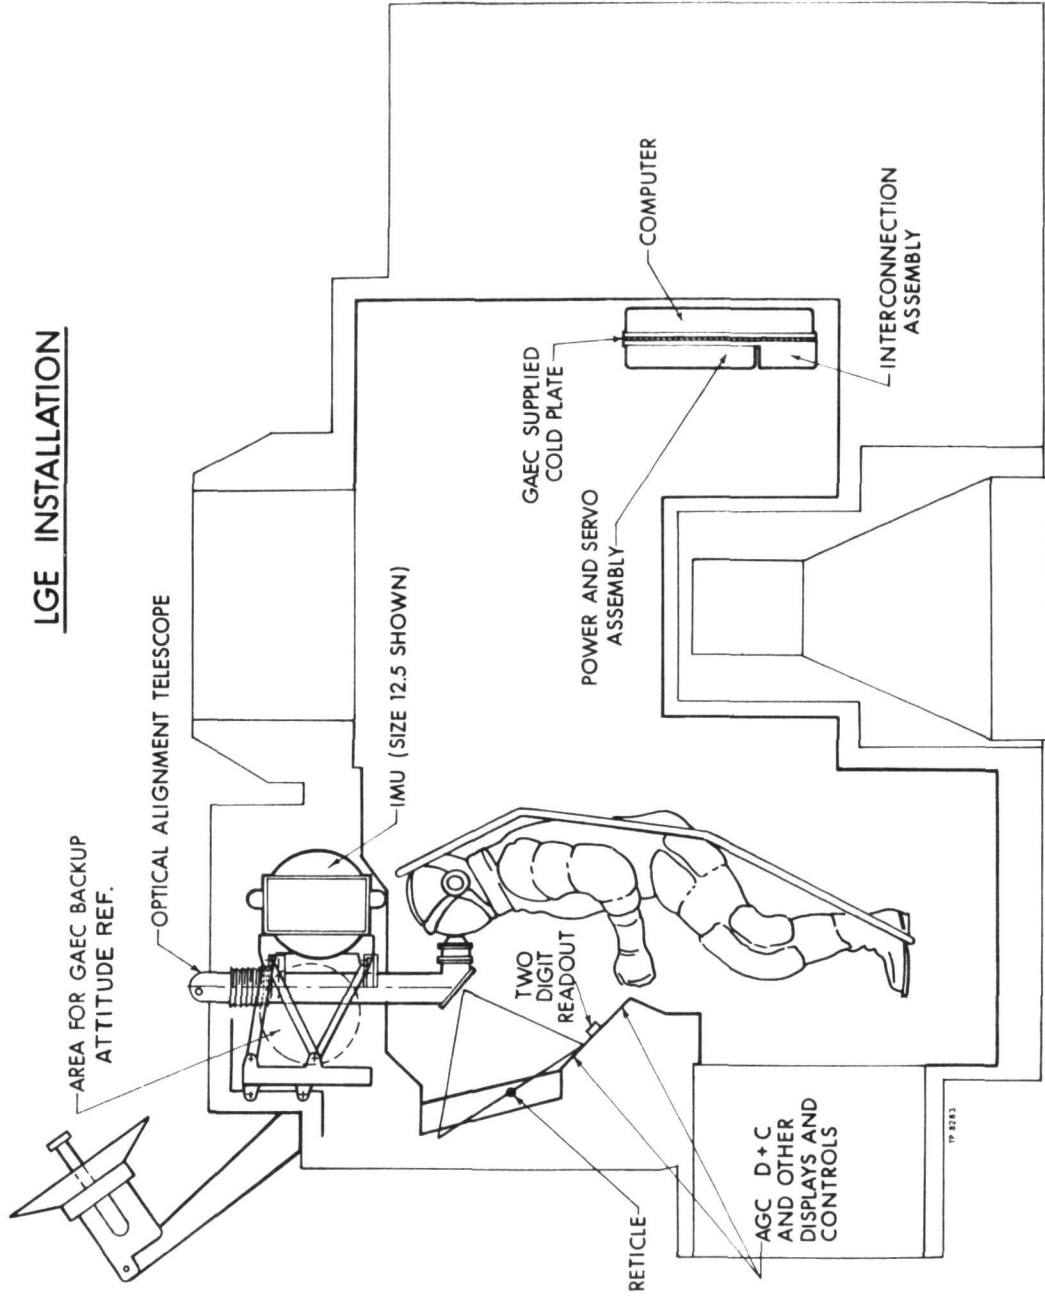 LGE INSTALLATION
AREA FOR GAEC BACKUP
ATTITUDE REF.
OPTICAL ALIGNMENT TELESCOPE
IMU (SIZE 12.5 SHOWN)
GAEC SUPPLIED
COLD PLATE
COMPUTER
POWER AND SERVO
ASSEMBLY
INTERCONNECTION
ASSEMBLY
TWO
DIGIT
READOUT
RETICLE
AGC D+C
AND OTHER
DISPLAYS AND
CONTROLS
TP 8283